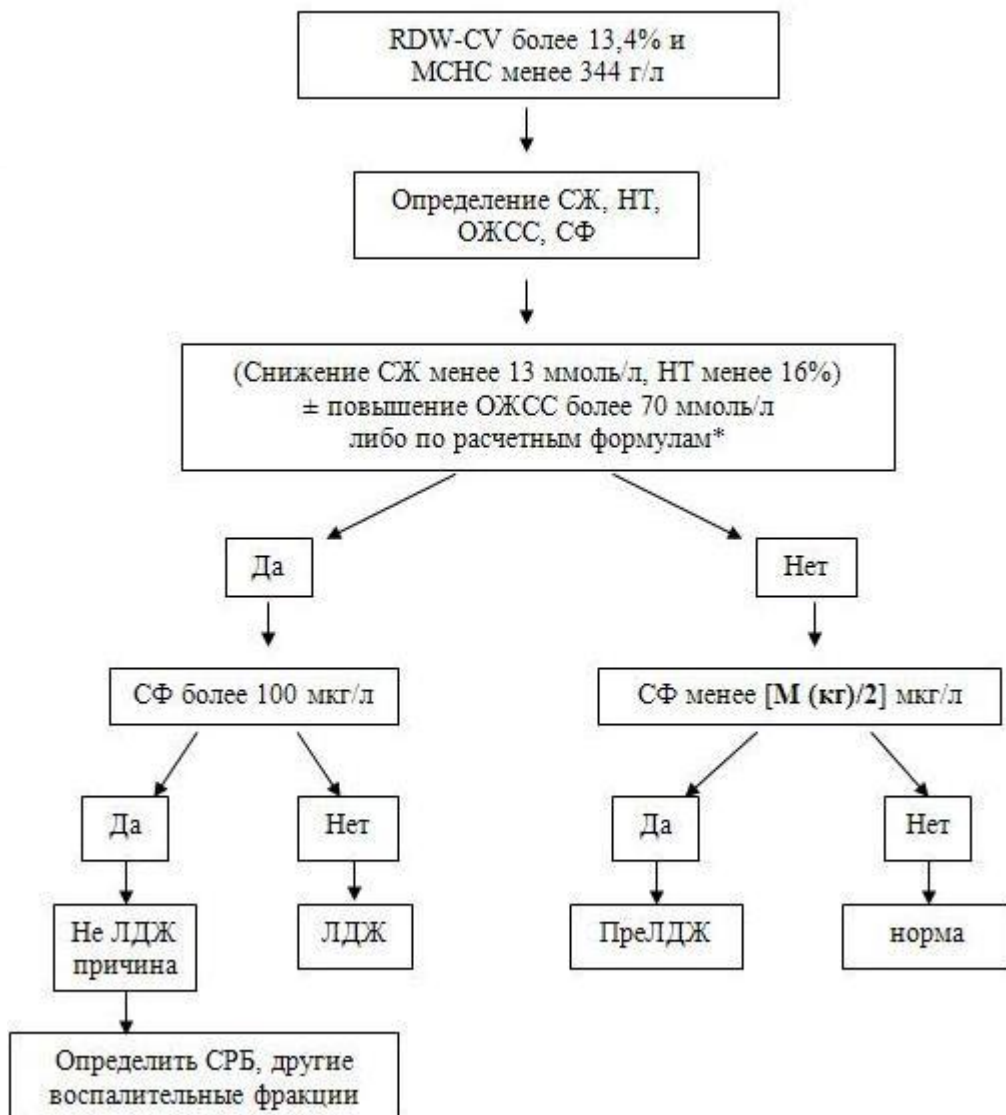 RDW-CV более 13,4% и
МСНС менее 344 г/л
Определение СЖ, НТ,
ОЖСС, СФ
(Снижение СЖ менее 13 ммоль/л, НТ менее 16%)
± повышение ОЖСС более 70 ммоль/л
либо по расчетным формулам*
Да
Нет
СФ более 100 мкг/л
СФ менее [М (кг)/2] мкг/л
Да
Нет
Да
Нет
Не ЛДЖ
причина
ЛДЖ
ПреЛДЖ
норма
Определить СРБ, другие
воспалительные фракции